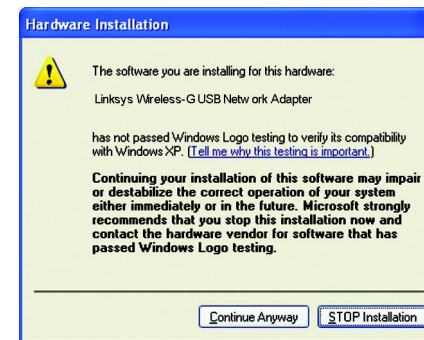 Hardware Installation
The software you are installing for this hardware:
Linksys Wireless-G USB Netw ork Adapter
has not passed Windows Logo testing to verify its compatibility
with Windows XP. (Tell me why this testing is important.)
Continuing your installation of this software may impair
or destabilize the correct operation of your system
either immediately or in the future. Microsoft strongly
recommends that you stop this installation now and
contact the hardware vendor for software that has
passed Windows Logo testing.
Continue Anyway
STOP Installation